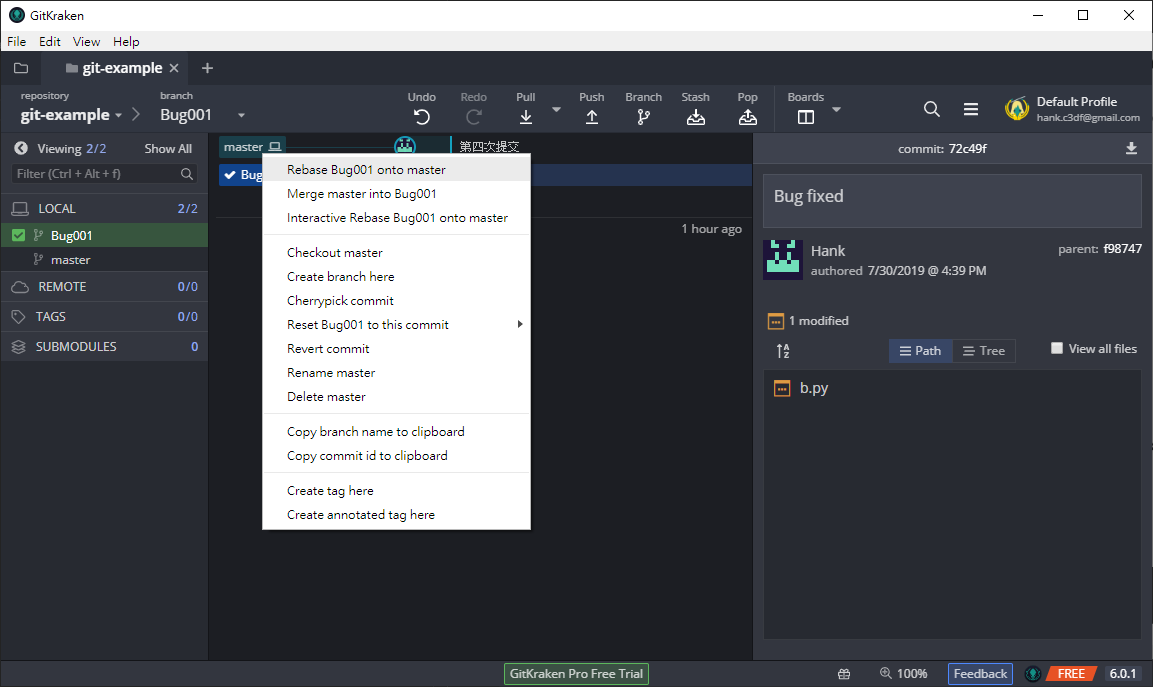 GitKraken
File Edit View Help
git-example
repository
git-example
branch
Bug001
Undo
Redo
Pull
Push
Branch
Stash
Pop
Boards
Default Profile
hank.c3df@gmail.com
Viewing 2/2 Show All
Filter (Ctrl + Alt + f)
LOCAL 2/2
Bug001
master
REMOTE 0/0
TAGS 0/0
SUBMODULES 0
master
第四次提交
Bug
1 hour ago
Rebase Bug001 onto master
Merge master into Bug001
Interactive Rebase Bug001 onto master
Checkout master
Create branch here
Cherrypick commit
Reset Bug001 to this commit
Revert commit
Rename master
Delete master
Copy branch name to clipboard
Copy commit id to clipboard
Create tag here
Create annotated tag here
commit: 72c49f
Bug fixed
Hank
authored 7/30/2019 @ 4:39 PM
parent: f98747
1 modified
Path
Tree
View all files
b.py
GitKraken Pro Free Trial
100%
Feedback
FREE
6.0.1